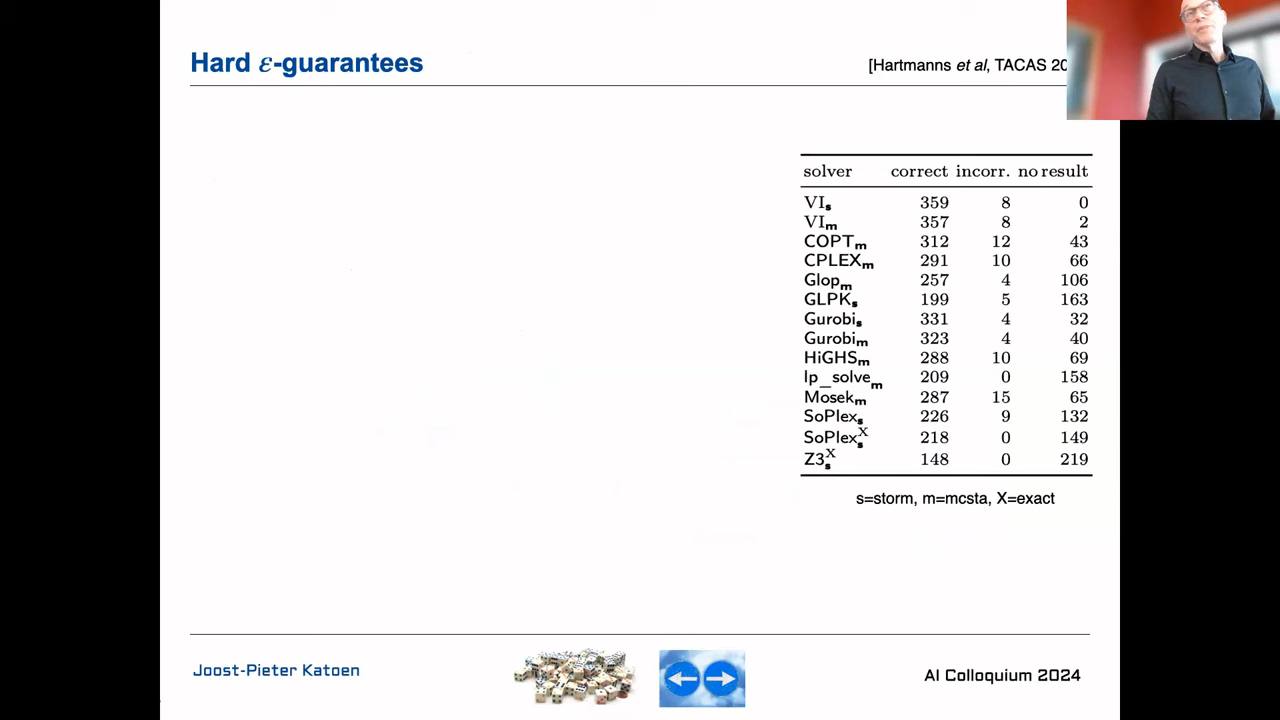 Hard ε-guarantees
[Hartmanns et al, TACAS 20
solver correct incorr. no result
VIs 359 8 0
VIm 357 8 2
COPTm 312 12 43
CPLEXm 291 10 66
Glopm 257 4 106
GLPKs 199 5 163
Gurobis 331 4 32
Gurobim 323 4 40
HiGHSm 288 10 69
lp_solvem 209 0 158
Mosekm 287 15 65
SoPlexs 226 9 132
SoPlexsX 218 0 149
Z3sX 148 0 219
s=storm, m=mcsta, X=exact
Joost-Pieter Katoen
AI Colloquium 2024